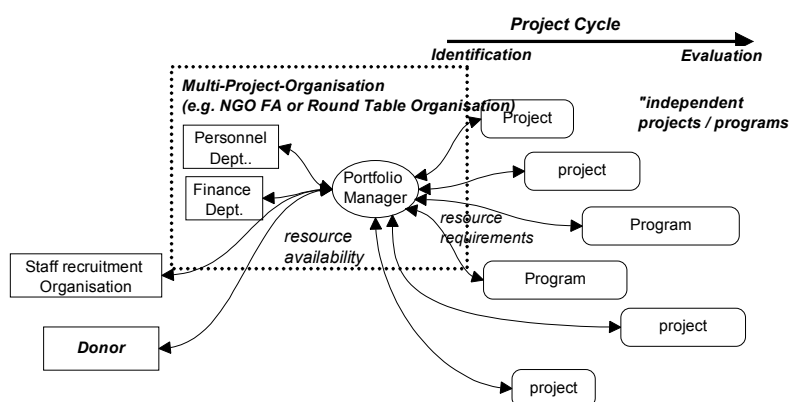 Project Cycle
Identification
Evaluation
Multi-Project-Organisation
(e.g. NGO FA or Round Table Organisation)
"independent
projects / programs
Personnel
Dept..
Finance
Dept.
Portfolio
Manager
Project
project
Program
resource
requirements
resource
availability
Staff recruitment
Organisation
Program
project
Donor
project